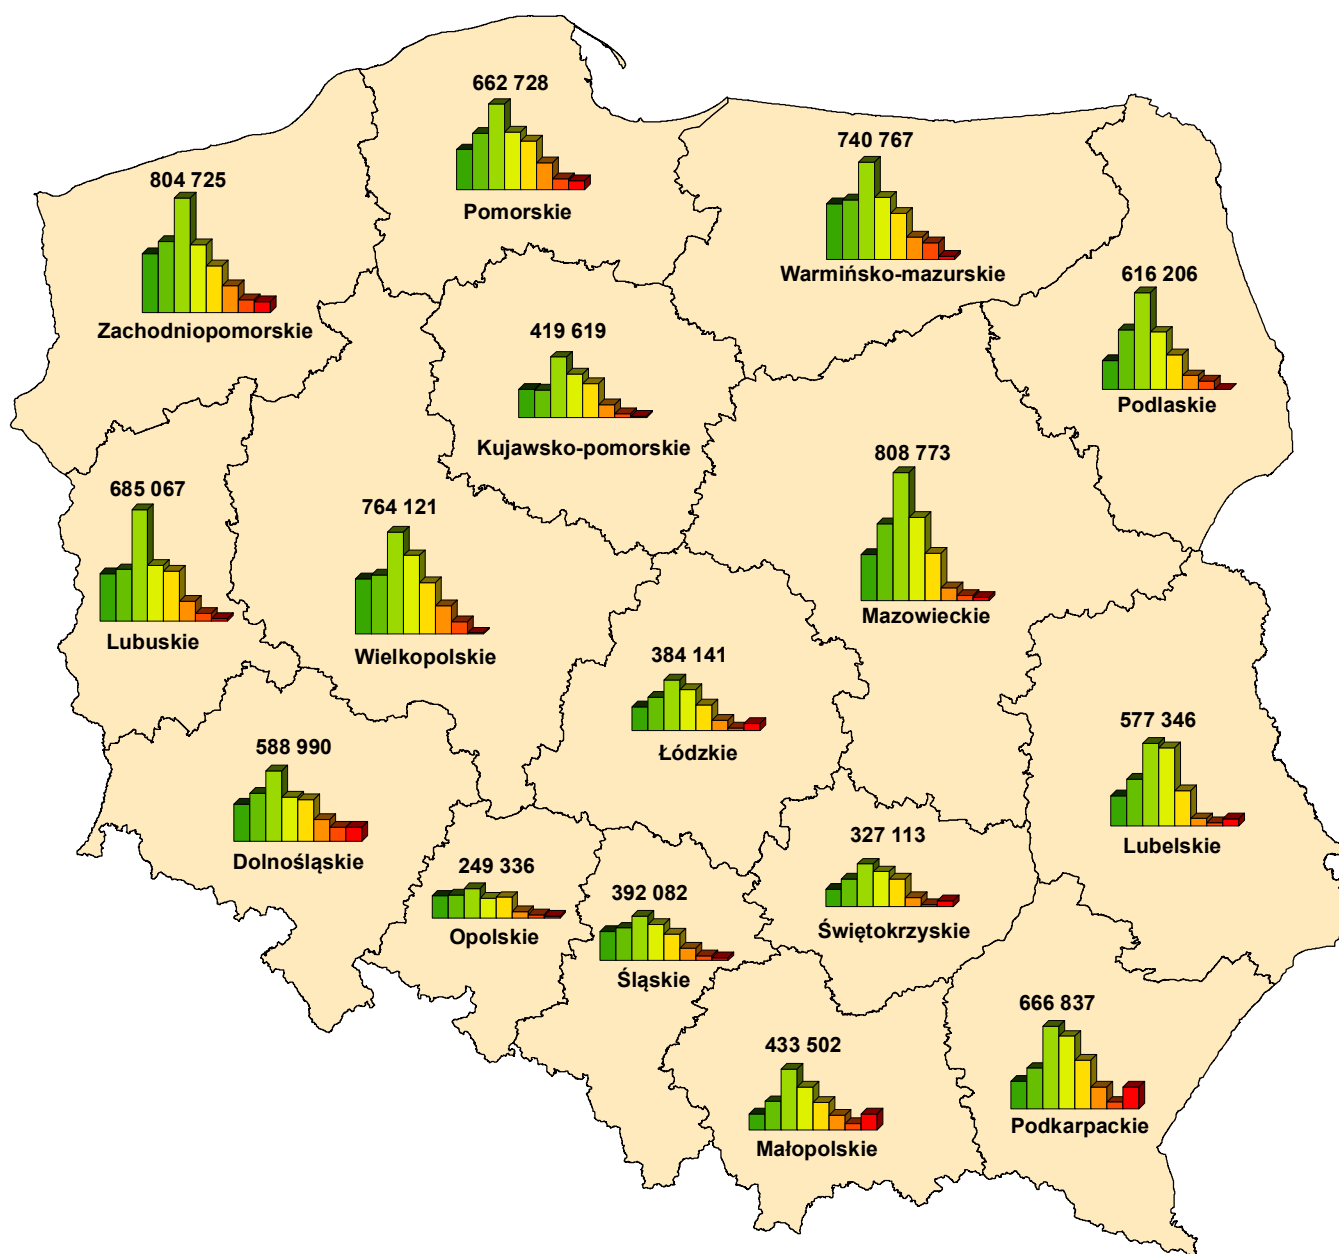 662 728
Pomorskie
740 767
Warmińsko-mazurskie
804 725
Zachodniopomorskie
616 206
Podlaskie
419 619
Kujawsko-pomorskie
808 773
Mazowieckie
685 067
Lubuskie
764 121
Wielkopolskie
384 141
Łódzkie
577 346
Lubelskie
588 990
Dolnośląskie
327 113
Świętokrzyskie
249 336
Opolskie
392 082
Śląskie
666 837
Podkarpackie
433 502
Małopolskie